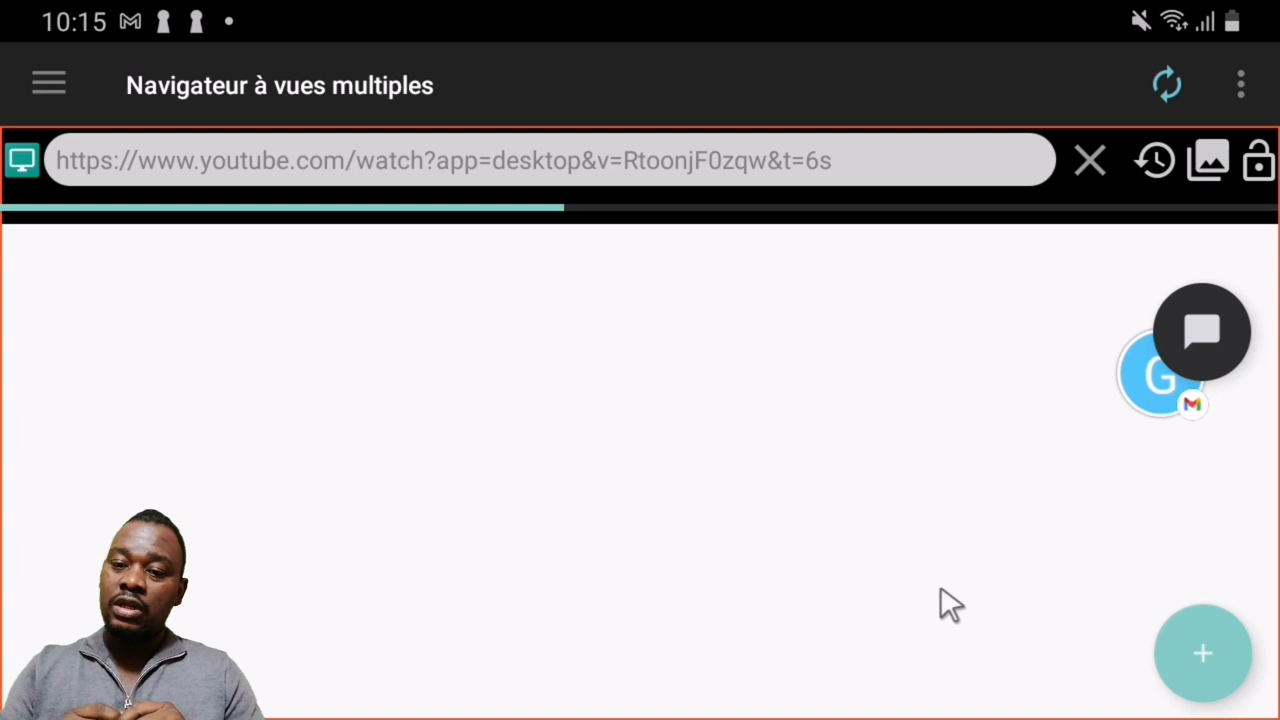 10:15
Navigateur à vues multiples
https://www.youtube.com/watch?app=desktop&v=RtoonjF0zqw&t=6s
G